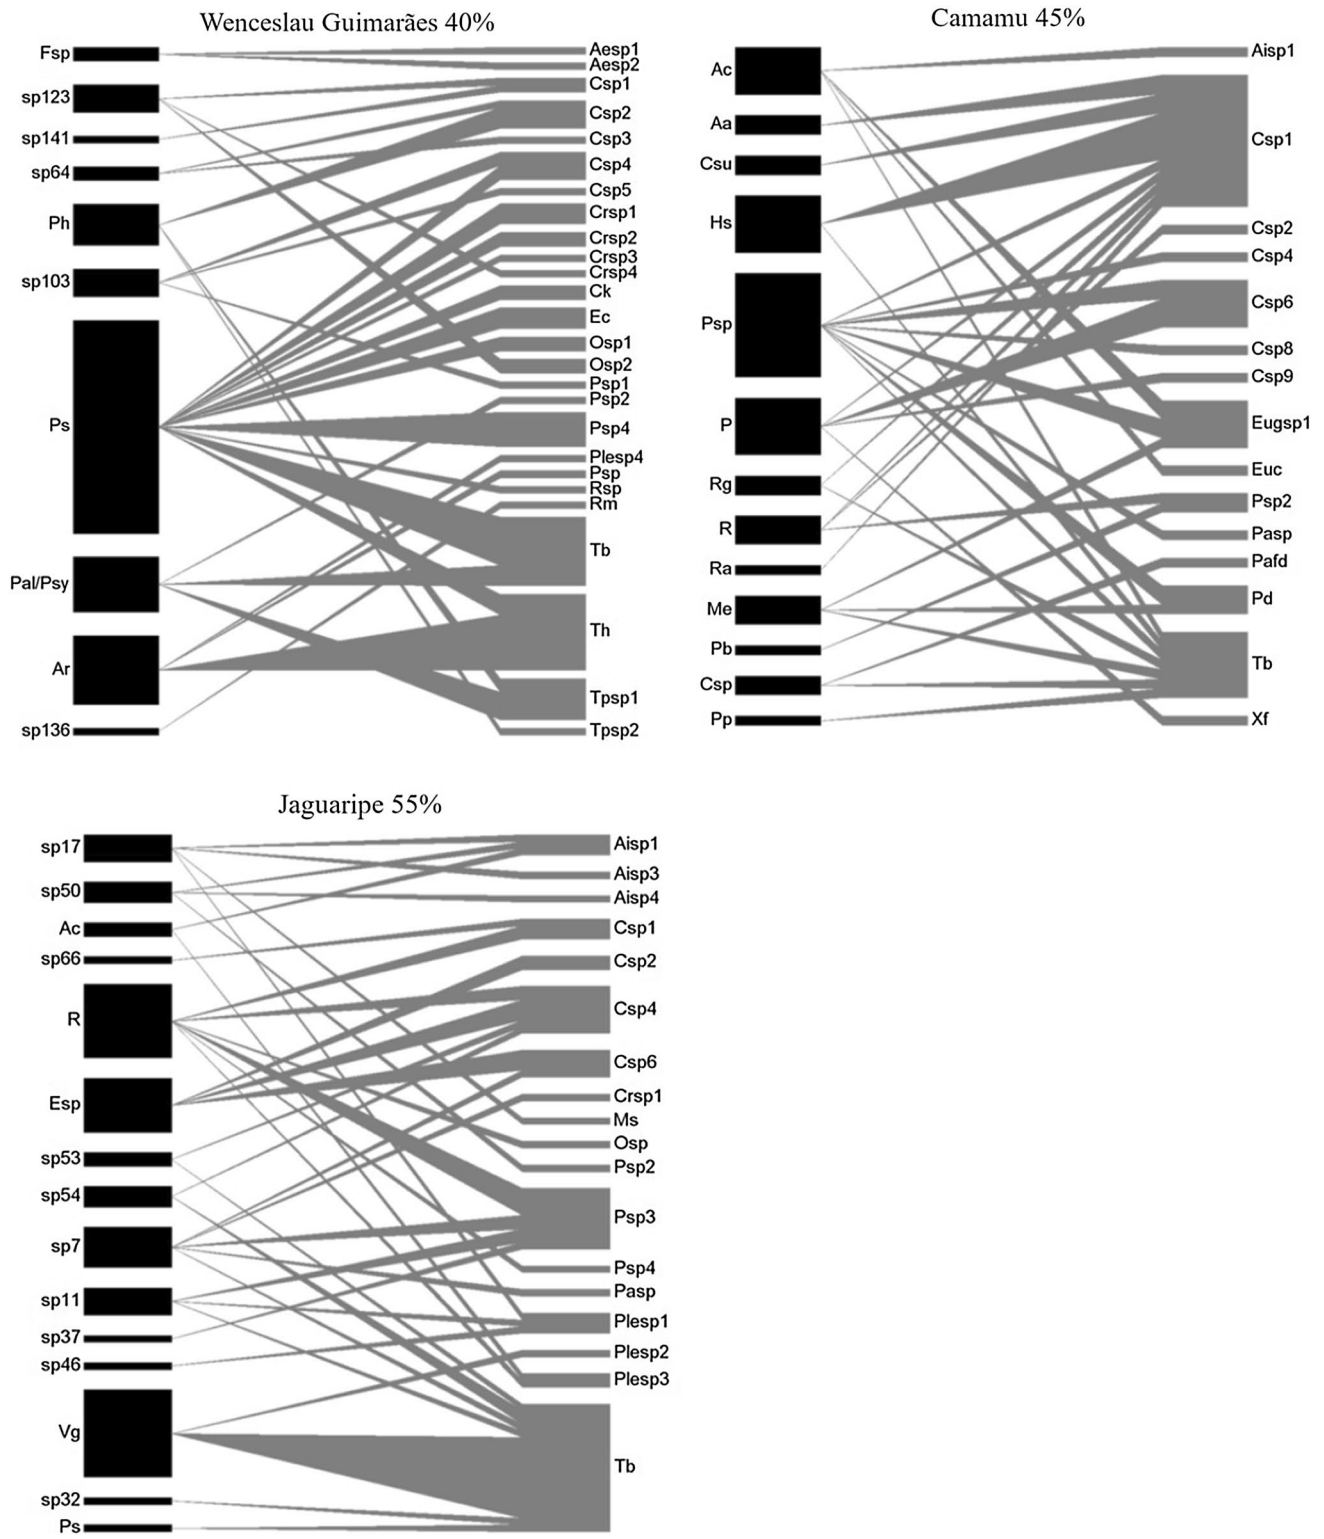 Wenceslau Guimarães 40%
Fsp
sp123
sp141
sp64
Ph
sp103
Ps
Pal/Psy
Ar
sp136
Aesp1
Aesp2
Csp1
Csp2
Csp3
Csp4
Csp5
Crsp1
Crsp2
Crsp3
Crsp4
Ck
Ec
Osp1
Osp2
Psp1
Psp2
Psp4
Plesp4
Psp
Rsp
Rm
Tb
Th
Tpsp1
Tpsp2
Camamu 45%
Ac
Aa
Csu
Hs
Psp
P
Rg
R
Ra
Me
Pb
Csp
Pp
Aisp1
Csp1
Csp2
Csp4
Csp6
Csp8
Csp9
Eugsp1
Euc
Psp2
Pasp
Pafd
Pd
Tb
Xf
Jaguaripe 55%
sp17
sp50
Ac
sp66
R
Esp
sp53
sp54
sp7
sp11
sp37
sp46
Vg
sp32
Ps
Aisp1
Aisp3
Aisp4
Csp1
Csp2
Csp4
Csp6
Crsp1
Ms
Osp
Psp2
Psp3
Psp4
Pasp
Plesp1
Plesp2
Plesp3
Tb